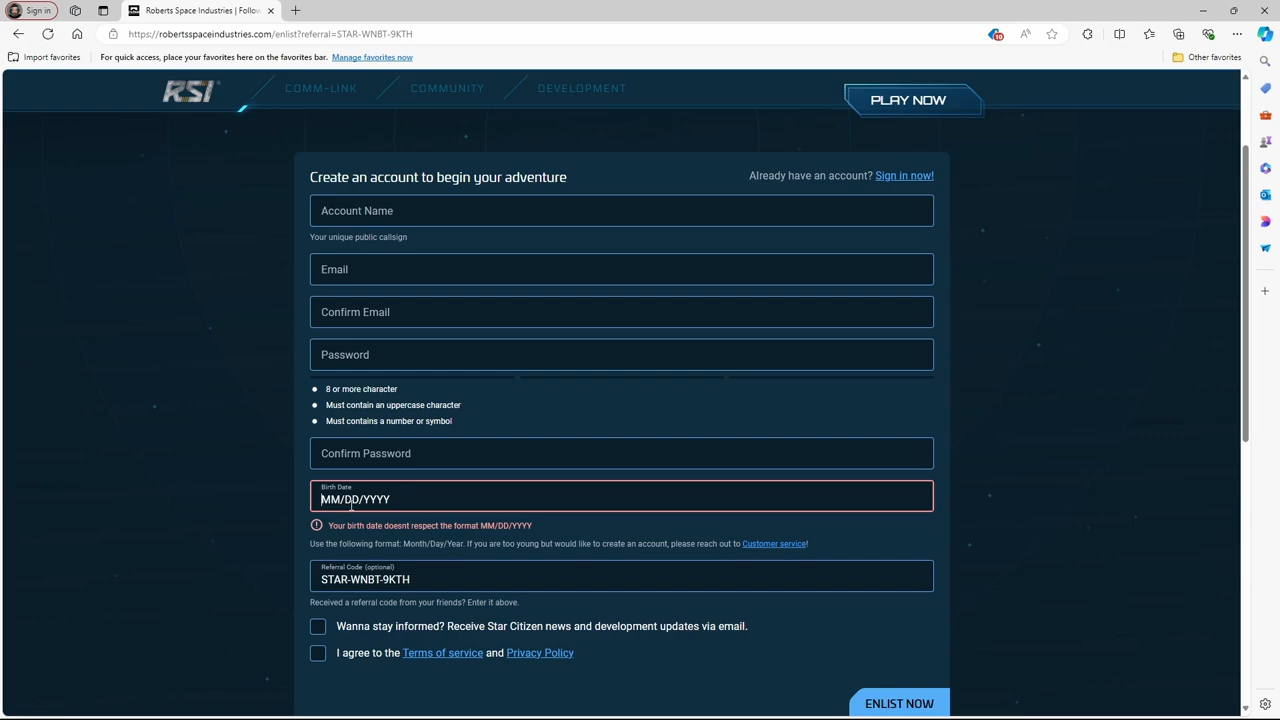 Sign in
Roberts Space Industries | Follow
https://robertsspaceindustries.com/enlist?referral=STAR-WNBT-9KTH
10
Import favorites
For quick access, place your favorites here on the favorites bar. Manage favorites now
Other favorites
RSI
COMM-LINK
COMMUNITY
DEVELOPMENT
PLAY NOW
Create an account to begin your adventure
Already have an account? Sign in now!
Account Name
Your unique public callsign
Email
Confirm Email
Password
8 or more character
Must contain an uppercase character
Must contains a number or symbol
Confirm Password
Birth Date
MM/DD/YYYY
Your birth date doesnt respect the format MM/DD/YYYY
Use the following format: Month/Day/Year. If you are too young but would like to create an account, please reach out to Customer service!
Referral Code (optional)
STAR-WNBT-9KTH
Received a referral code from your friends? Enter it above.
Wanna stay informed? Receive Star Citizen news and development updates via email.
I agree to the Terms of service and Privacy Policy
ENLIST NOW